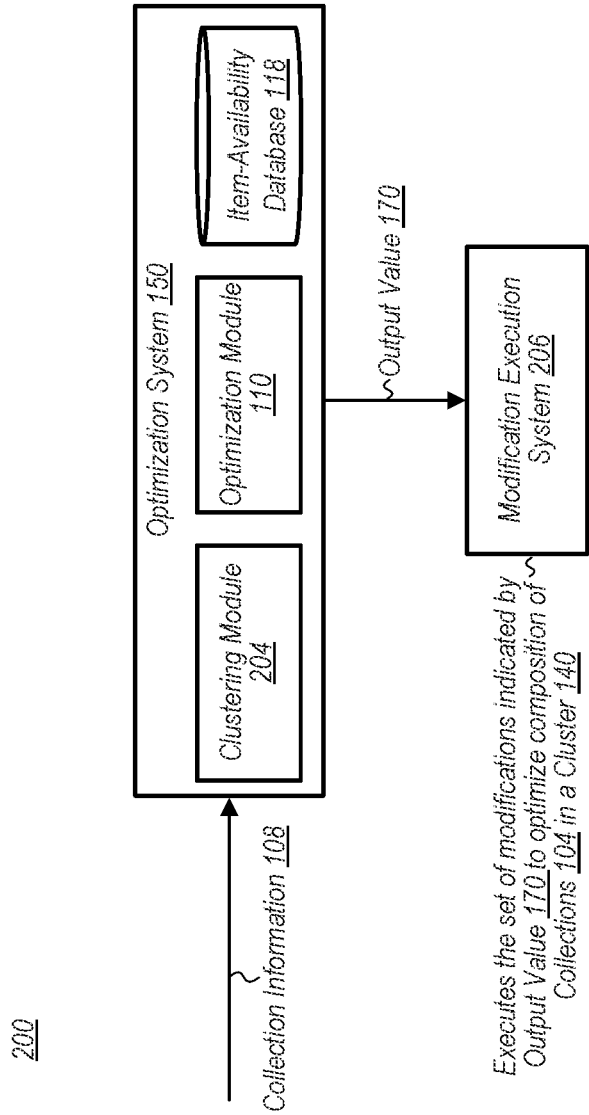 200
Optimization System 150
Clustering Module
204
Optimization Module
110
Item-Availability
Database 118
Collection Information 108
Output Value 170
Modification Execution
System 206
Executes the set of modifications indicated by
Output Value 170 to optimize composition of
Collections 104 in a Cluster 140